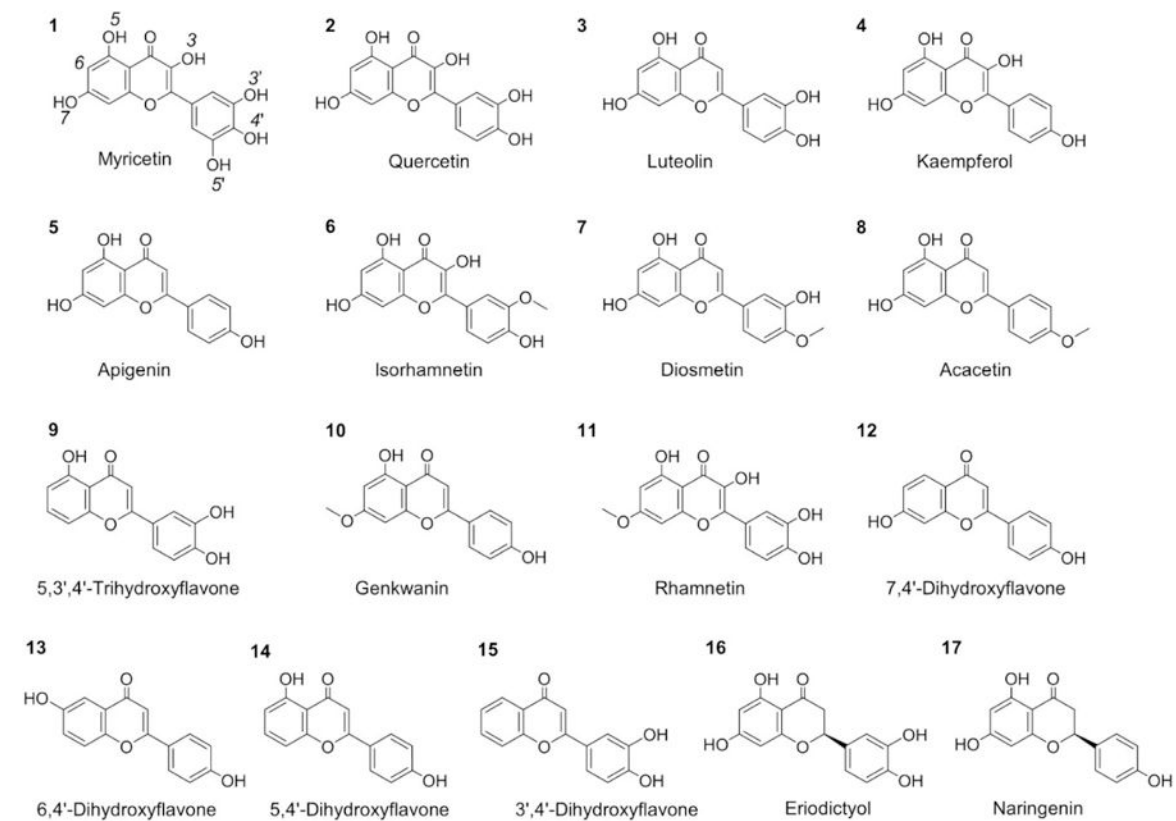 1 2 3 4
5 OH O 3 OH 6 HO 7 O 3' OH 4' OH OH 5'
OH O OH HO O OH OH
OH O HO O OH OH
OH O OH HO O OH
Myricetin Quercetin Luteolin Kaempferol
5 6 7 8
OH O HO O OH
OH O OH HO O O OH
OH O HO O OH O
OH O HO O O
Apigenin Isorhamnetin Diosmetin Acacetin
9 10 11 12
OH O O OH OH
OH O O O OH
OH O OH O O OH OH
O HO O OH
5,3',4'-Trihydroxyflavone Genkwanin Rhamnetin 7,4'-Dihydroxyflavone
13 14 15 16 17
HO O O OH
OH O O OH
O O OH OH
OH O HO O OH OH
OH O HO O OH
6,4'-Dihydroxyflavone 5,4'-Dihydroxyflavone 3',4'-Dihydroxyflavone Eriodictyol Naringenin